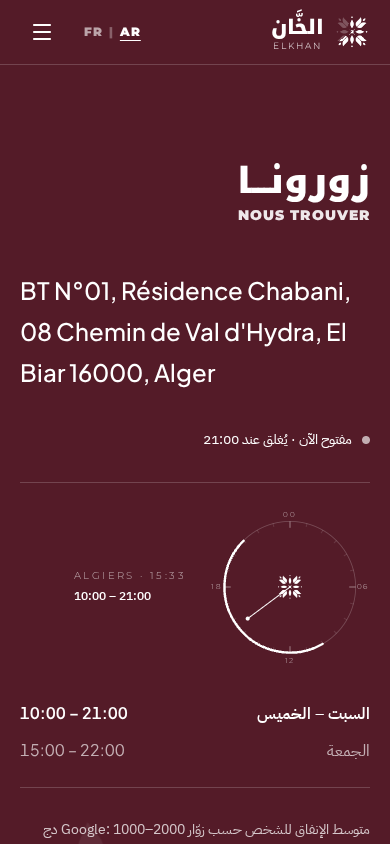 FR | AR
الخَّان
ELKHAN
زورونـا
NOUS TROUVER
BT N°01, Résidence Chabani,
08 Chemin de Val d'Hydra, El
Biar 16000, Alger
مفتوح الآن · يُغلق عند 21:00
00
06
12
18
ALGIERS · 15:33
10:00 – 21:00
السبت – الخميس 10:00 – 21:00
الجمعة 15:00 – 22:00
متوسط الإنفاق للشخص حسب زوّار Google: 1000–2000 دج